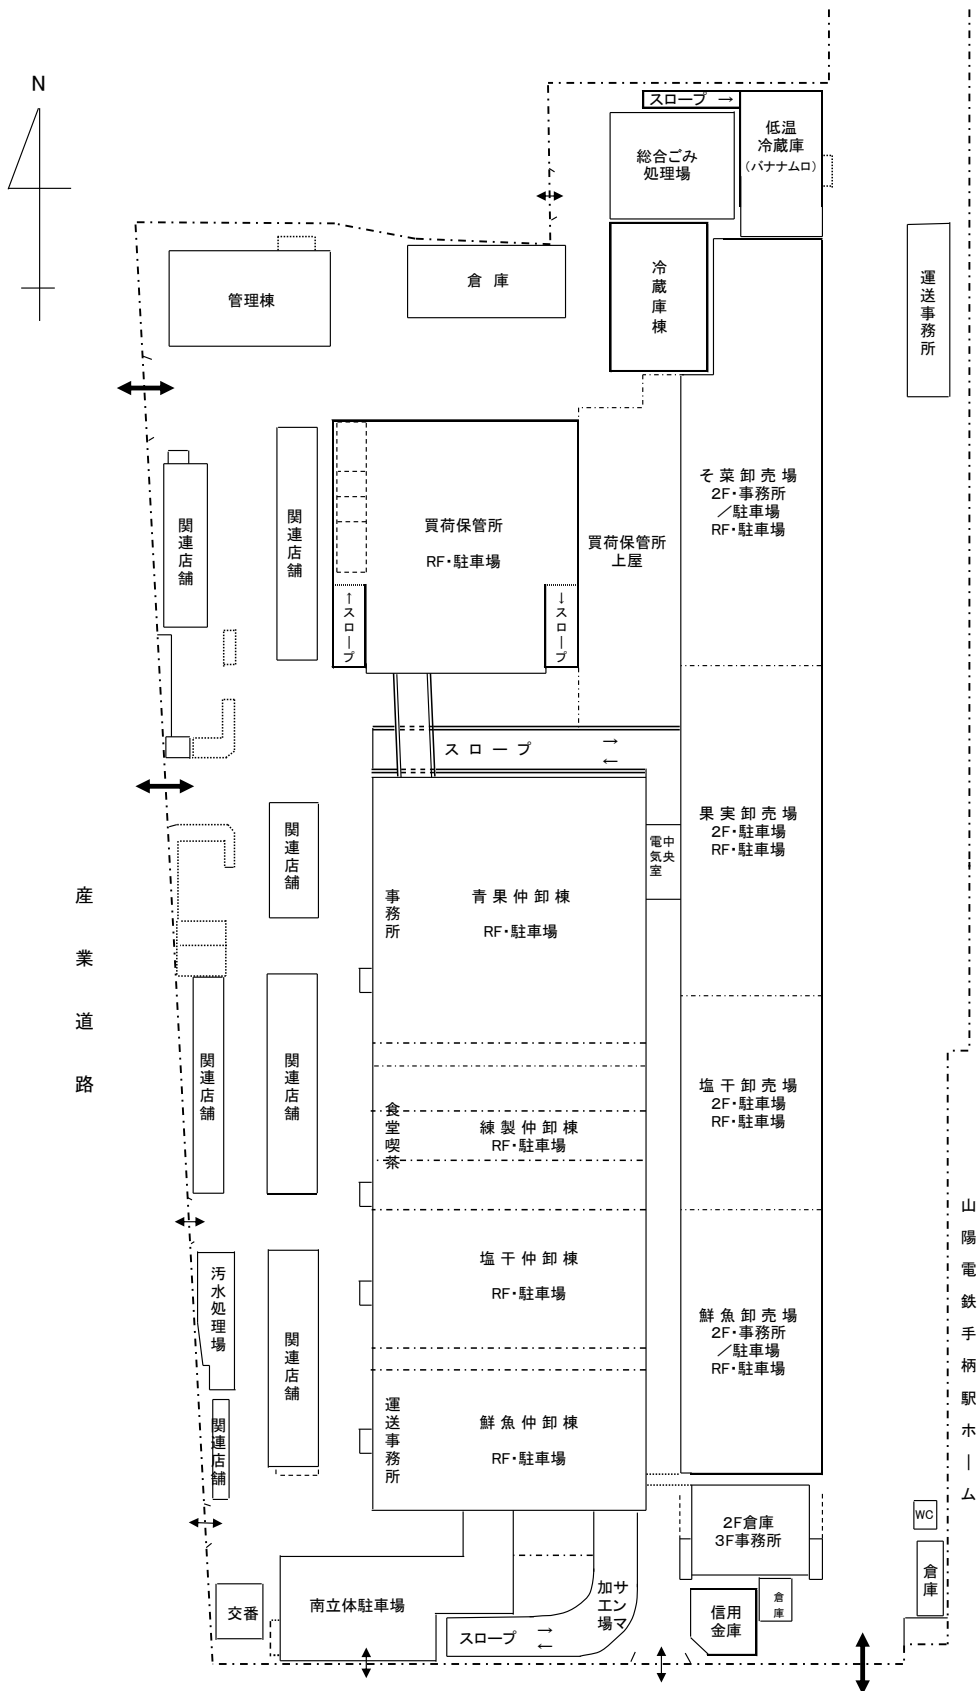 N
スロープ →
低温
冷蔵庫
(バナナムロ)
総合ごみ
処理場
冷蔵庫棟
運送事務所
管理棟
倉 庫
関連店舗
関連店舗
買荷保管所
RF・駐車場
↑スロープ
↓スロープ
買荷保管所
上屋
そ 菜 卸 売 場
2F・事務所
／駐車場
RF・駐車場
ス ロ ー プ
→
←
関連店舗
事務所
青 果 仲 卸 棟
RF・駐車場
中央
電気室
果 実 卸 売 場
2F・駐車場
RF・駐車場
産業道路
関連店舗
関連店舗
食堂喫茶
練 製 仲 卸 棟
RF・駐車場
塩 干 卸 売 場
2F・駐車場
RF・駐車場
山陽電鉄手柄駅ホーム
汚水処理場
関連店舗
塩 干 仲 卸 棟
RF・駐車場
鮮 魚 卸 売 場
2F・事務所
／駐車場
RF・駐車場
関連店舗
運送事務所
鮮 魚 仲 卸 棟
RF・駐車場
2F倉庫
3F事務所
WC
倉庫
交番
南立体駐車場
スロープ
→
←
サンマ
加工場
倉庫
信用
金庫